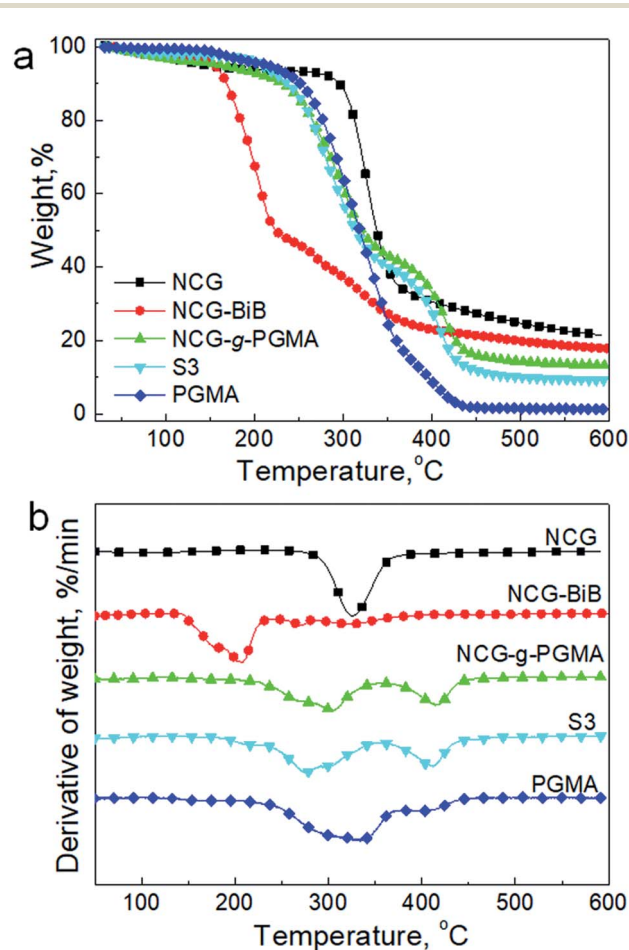 a
100
80
60
40
20
0
Weight,%
NCG
NCG-BiB
NCG-g-PGMA
S3
PGMA
100 200 300 400 500 600
Temperature,°C
b
NCG
NCG-BiB
NCG-g-PGMA
S3
PGMA
Derivative of weight, %/min
100 200 300 400 500 600
Temperature,°C